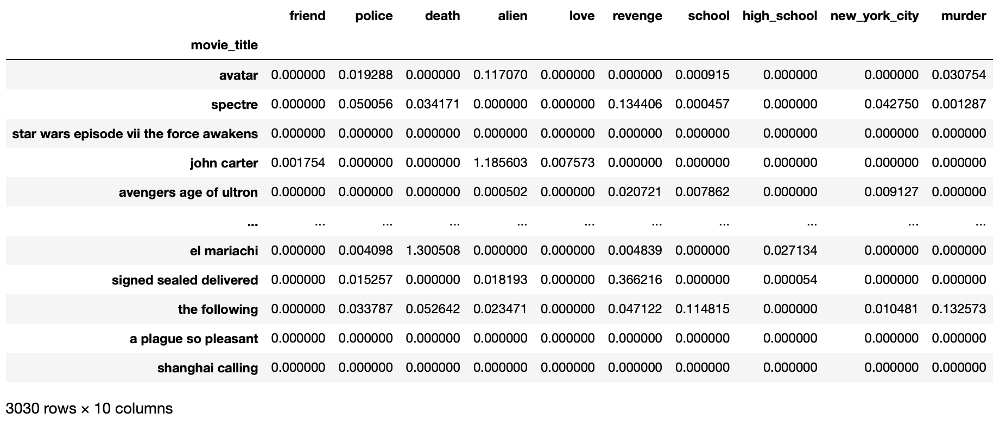 friend police death alien love revenge school high_school new_york_city murder
movie_title
avatar 0.000000 0.019288 0.000000 0.117070 0.000000 0.000000 0.000915 0.000000 0.000000 0.030754
spectre 0.000000 0.050056 0.034171 0.000000 0.000000 0.134406 0.000457 0.000000 0.042750 0.001287
star wars episode vii the force awakens 0.000000 0.000000 0.000000 0.000000 0.000000 0.000000 0.000000 0.000000 0.000000 0.000000
john carter 0.001754 0.000000 0.000000 1.185603 0.007573 0.000000 0.000000 0.000000 0.000000 0.000000
avengers age of ultron 0.000000 0.000000 0.000000 0.000502 0.000000 0.020721 0.007862 0.000000 0.009127 0.000000
... ... ... ... ... ... ... ... ... ... ...
el mariachi 0.000000 0.004098 1.300508 0.000000 0.000000 0.004839 0.000000 0.027134 0.000000 0.000000
signed sealed delivered 0.000000 0.015257 0.000000 0.018193 0.000000 0.366216 0.000000 0.000054 0.000000 0.000000
the following 0.000000 0.033787 0.052642 0.023471 0.000000 0.047122 0.114815 0.000000 0.010481 0.132573
a plague so pleasant 0.000000 0.000000 0.000000 0.000000 0.000000 0.000000 0.000000 0.000000 0.000000 0.000000
shanghai calling 0.000000 0.000000 0.000000 0.000000 0.000000 0.000000 0.000000 0.000000 0.000000 0.000000
3030 rows × 10 columns